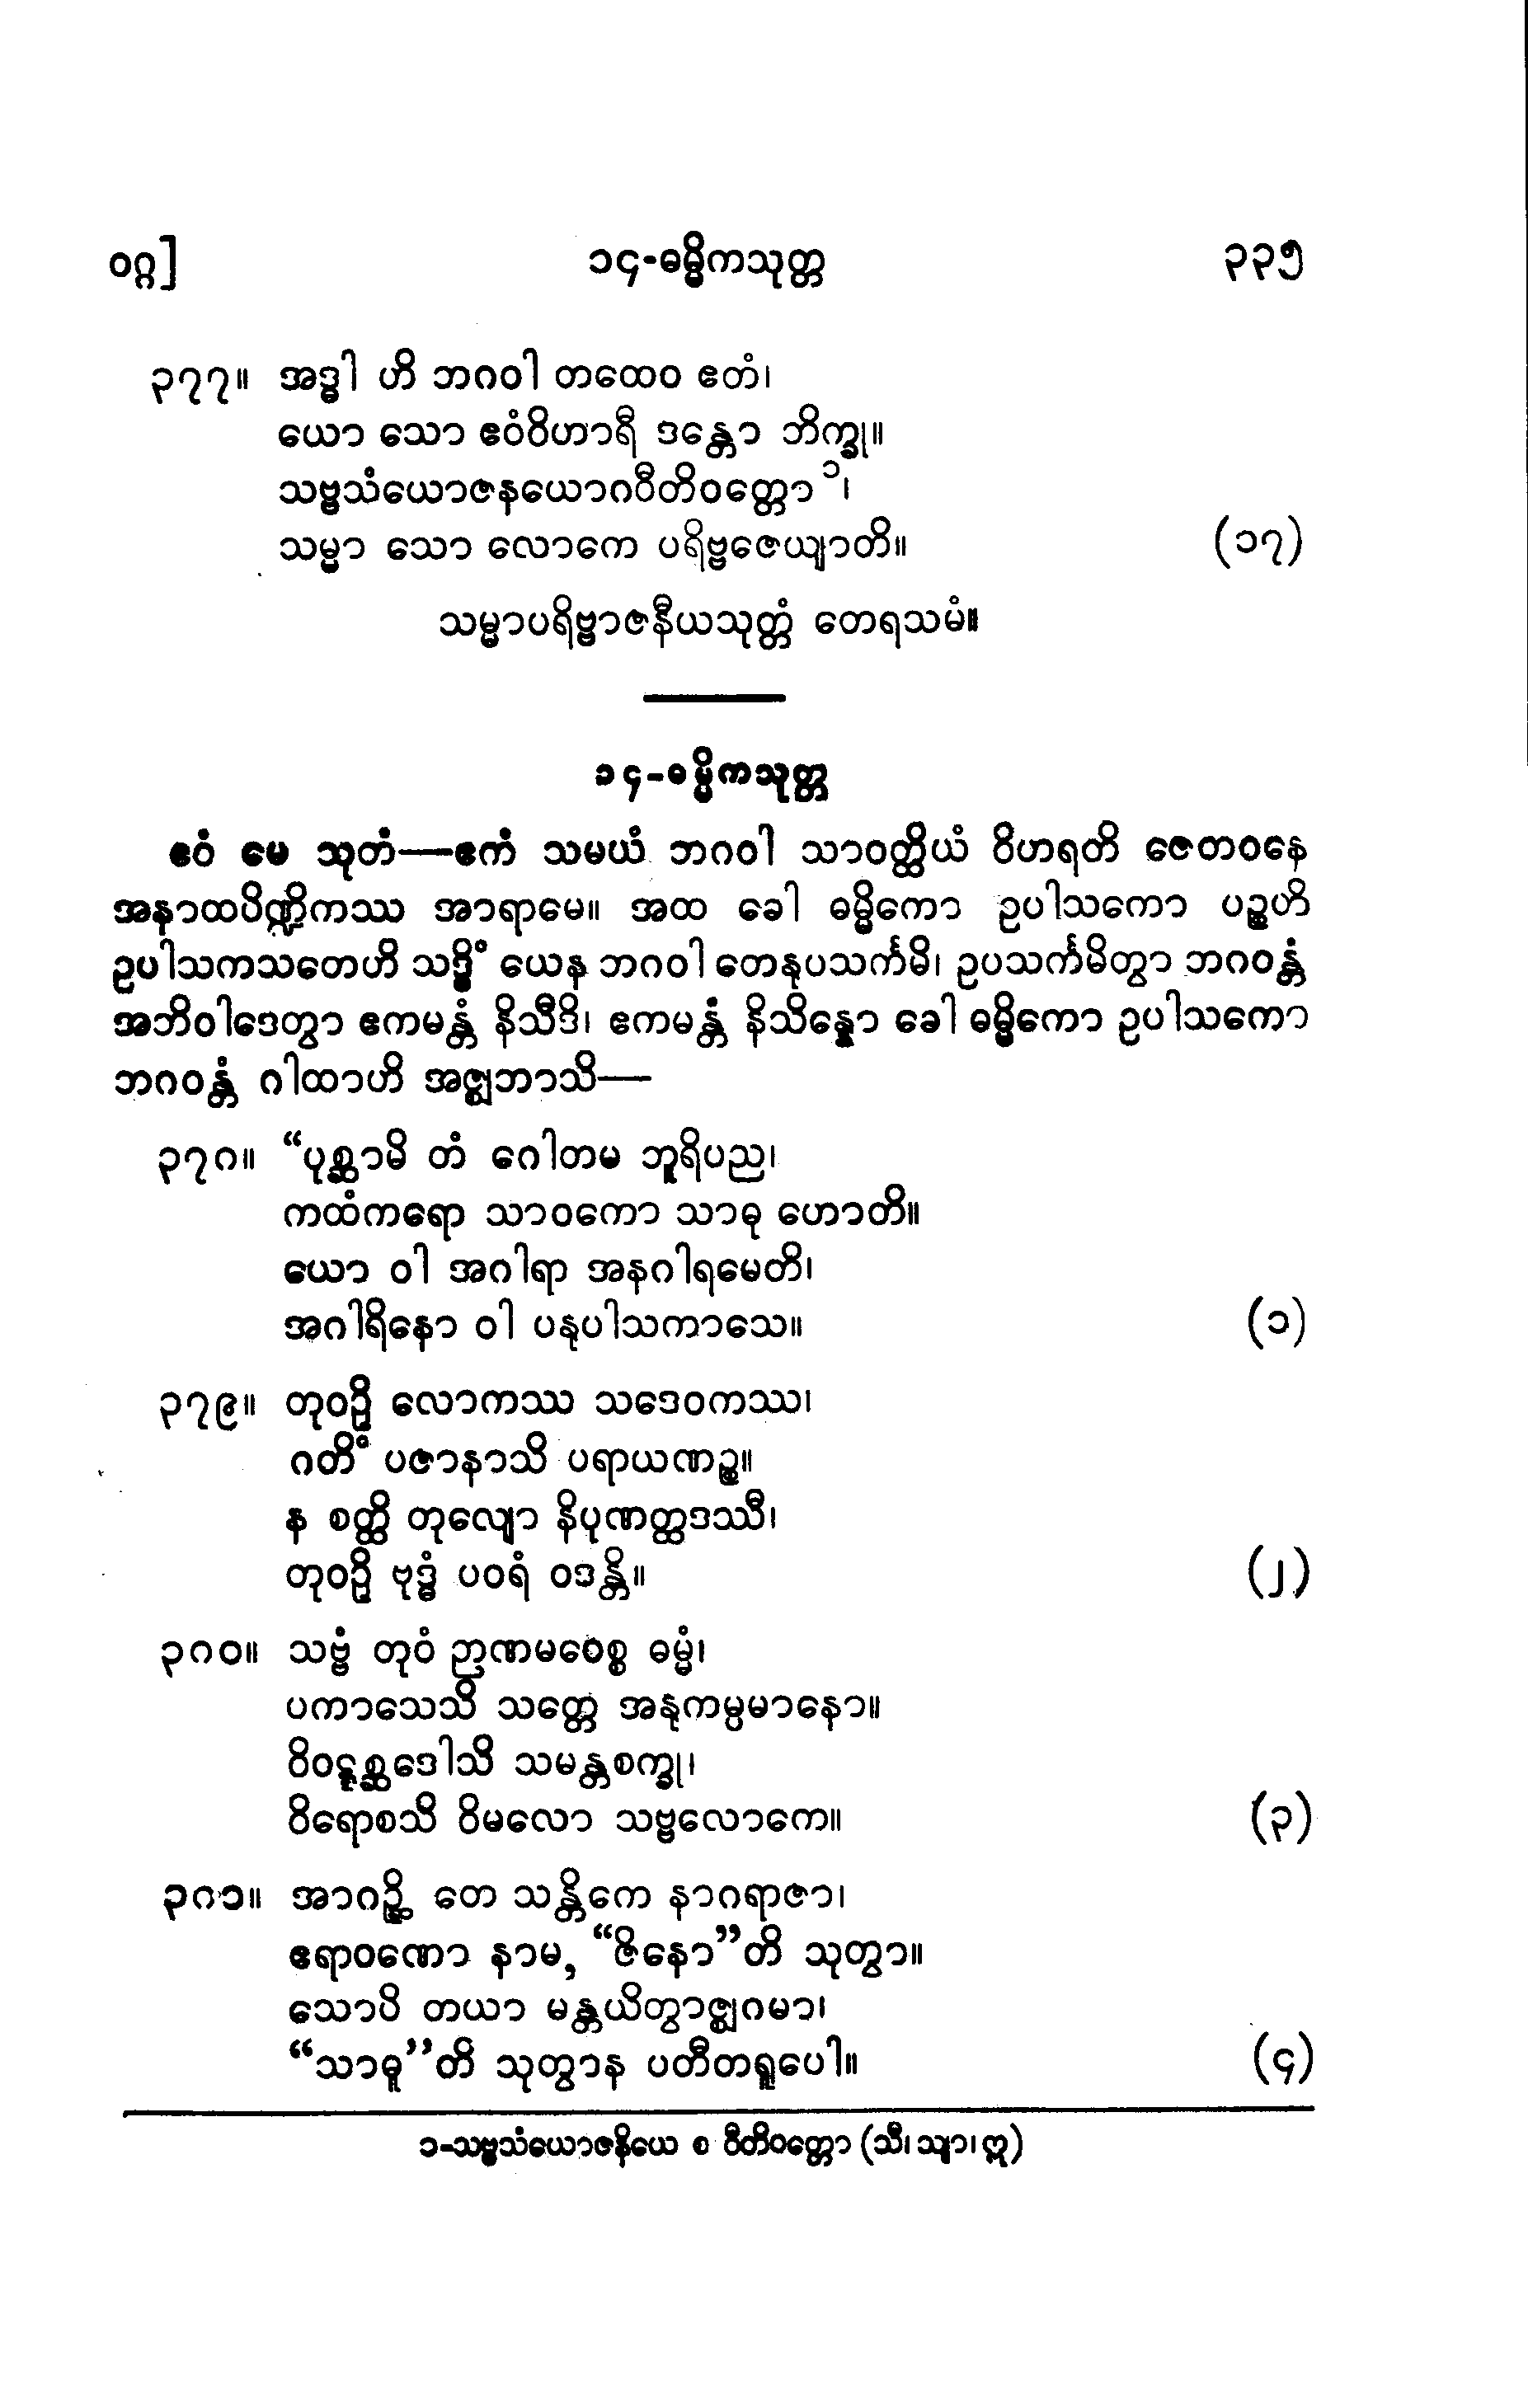 ဝဂ္ဂ]	၁၄-ဓမ္မိကသုတ္တ	၃၃၅
၃၇၇။ အဒ္ဓါ ဟိ ဘဂဝါ တထေဝ ဧတံ၊
ယော သော ဧဝံဝိဟာရီ ဒန္တော ဘိက္ခု။
သဗ္ဗသံယောဇနယောဂဝီတိဝတ္တော ၁၊
သမ္မာ သော လောကေ ပရိဗ္ဗဇေယျာတိ။ (၁၇)
သမ္မာပရိဗ္ဗာဇနီယသုတ္တံ တေရသမံ။
၁၄-ဓမ္မိကသုတ္တ
ဧဝံ မေ သုတံ—ဧကံ သမယံ ဘဂဝါ သာဝတ္ထိယံ ဝိဟရတိ ဇေတဝနေ
အနာထပိဏ္ဍိကဿ အာရာမေ။ အထ ခေါ ဓမ္မိကော ဥပါသကော ပဉ္စဟိ
ဥပါသကသတေဟိ သဒ္ဓိံ ယေန ဘဂဝါ တေနုပသင်္ကမိ၊ ဥပသင်္ကမိတွာ ဘဂဝန္တံ
အဘိဝါဒေတွာ ဧကမန္တံ နိသီဒိ၊ ဧကမန္တံ နိသိန္နော ခေါ ဓမ္မိကော ဥပါသကော
ဘဂဝန္တံ ဂါထာဟိ အဇ္ဈဘာသိ—
၃၇ဂ။ “ပုစ္ဆာမိ တံ ဂေါတမ ဘူရိပည၊
ကထံကရော သာဝကော သာဓု ဟောတိ။
ယော ဝါ အဂါရာ အနဂါရမေတိ၊
အဂါရိနော ဝါ ပနုပါသကာသေ။ (၁)
၃၇၉။ တုဝဉှိ လောကဿ သဒေဝကဿ၊
ဂတိံ ပဇာနာသိ ပရာယဏဉ္စ။
န စတ္ထိ တုလျော နိပုဏတ္ထဒဿီ၊
တုဝဉှိ ဗုဒ္ဓံ ပဝရံ ဝဒန္တိ။ (၂)
၃ဂ၀။ သဗ္ဗံ တုဝံ ဉာဏမဝေစ္စ ဓမ္မံ၊
ပကာသေသိ သတ္တေ အနုကမ္ပမာနော။
ဝိဝဋ္ဋစ္ဆဒေါသိ သမန္တစက္ခု၊
ဝိရောစသိ ဝိမလော သဗ္ဗလောကေ။ (၃)
၃ဂ၁။ အာဂဉ္ဆိ တေ သန္တိကေ နာဂရာဇာ၊
ဧရာဝဏော နာမ, “ဇိနော”တိ သုတွာ။
သောပိ တယာ မန္တယိတွာဇ္ဈဂမာ၊
“သာဓူ”တိ သုတွာန ပတီတရူပေါ။ (၄)
၁-သဗ္ဗသံယောဇနိယေ စ ဝီတိဝတ္တော (သီ၊ သျာ၊ ဣ)